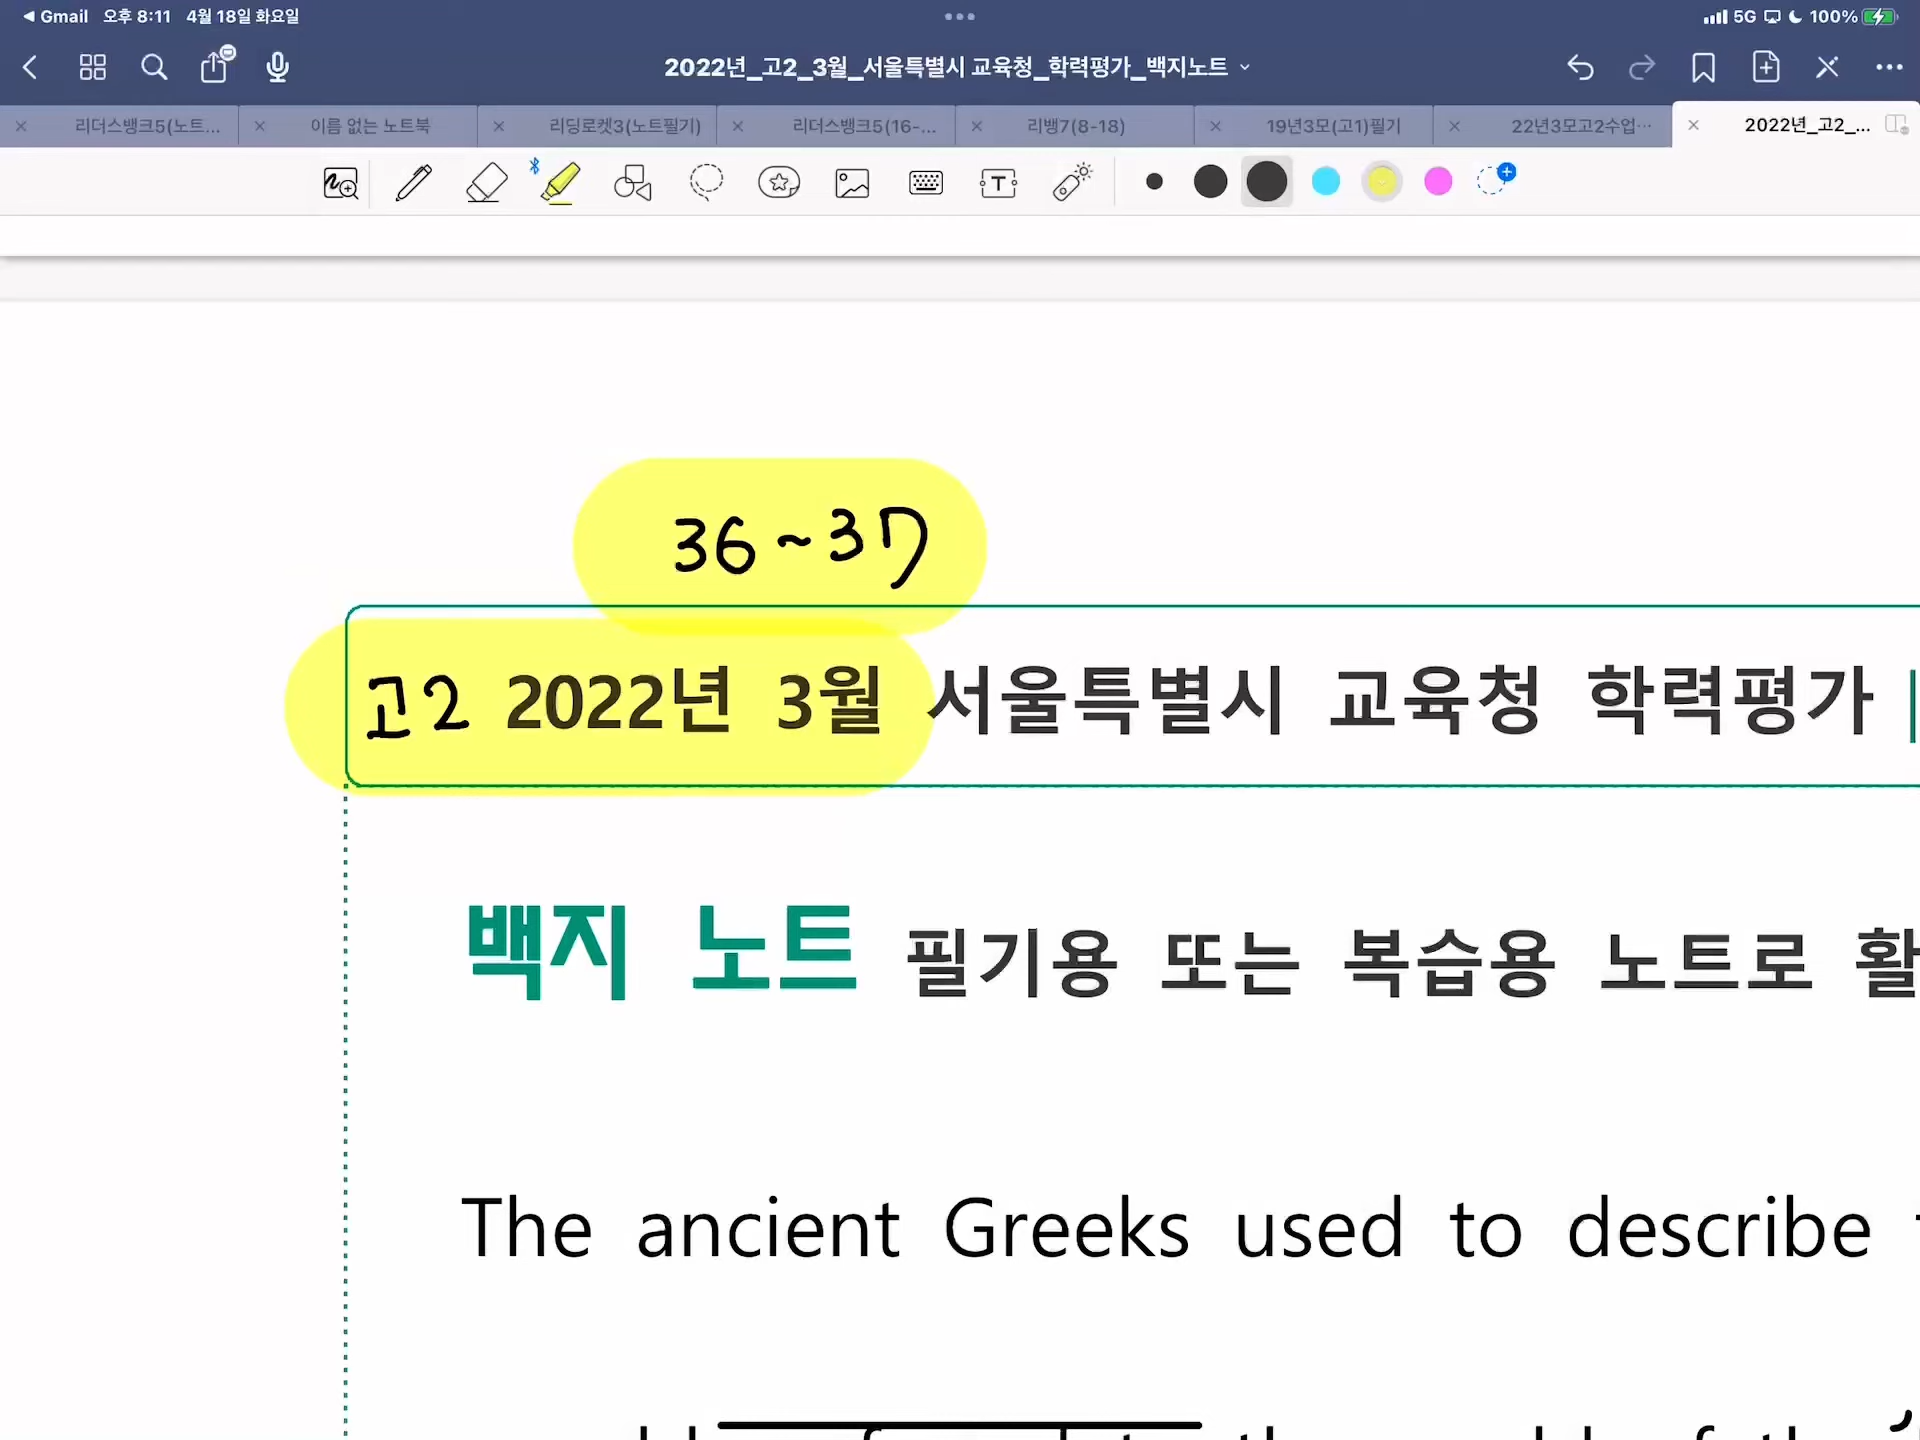 Gmail 오후 8:11 4월 18일 화요일
5G 100%
2022년_고2_3월_서울특별시 교육청_학력평가_백지노트
리더스뱅크5(노트... 이름 없는 노트북 리딩로켓3(노트필기) 리더스뱅크5(16-... 리뱅7(8-18) 19년3모(고1)필기 22년3모고2수업… 2022년_고2_...
36~37
고2 2022년 3월 서울특별시 교육청 학력평가
백지 노트 필기용 또는 복습용 노트로 활
The ancient Greeks used to describe